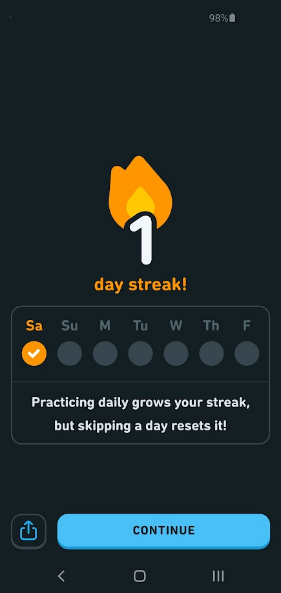 98%
1
day streak!
Sa Su M Tu W Th F
Practicing daily grows your streak,
but skipping a day resets it!
CONTINUE